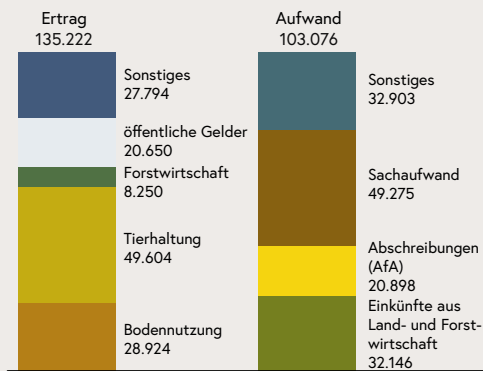 Ertrag
135.222
Sonstiges
27.794
öffentliche Gelder
20.650
Forstwirtschaft
8.250
Tierhaltung
49.604
Bodennutzung
28.924
Aufwand
103.076
Sonstiges
32.903
Sachaufwand
49.275
Abschreibungen
(AfA)
20.898
Einkünfte aus
Land- und Forst-
wirtschaft
32.146